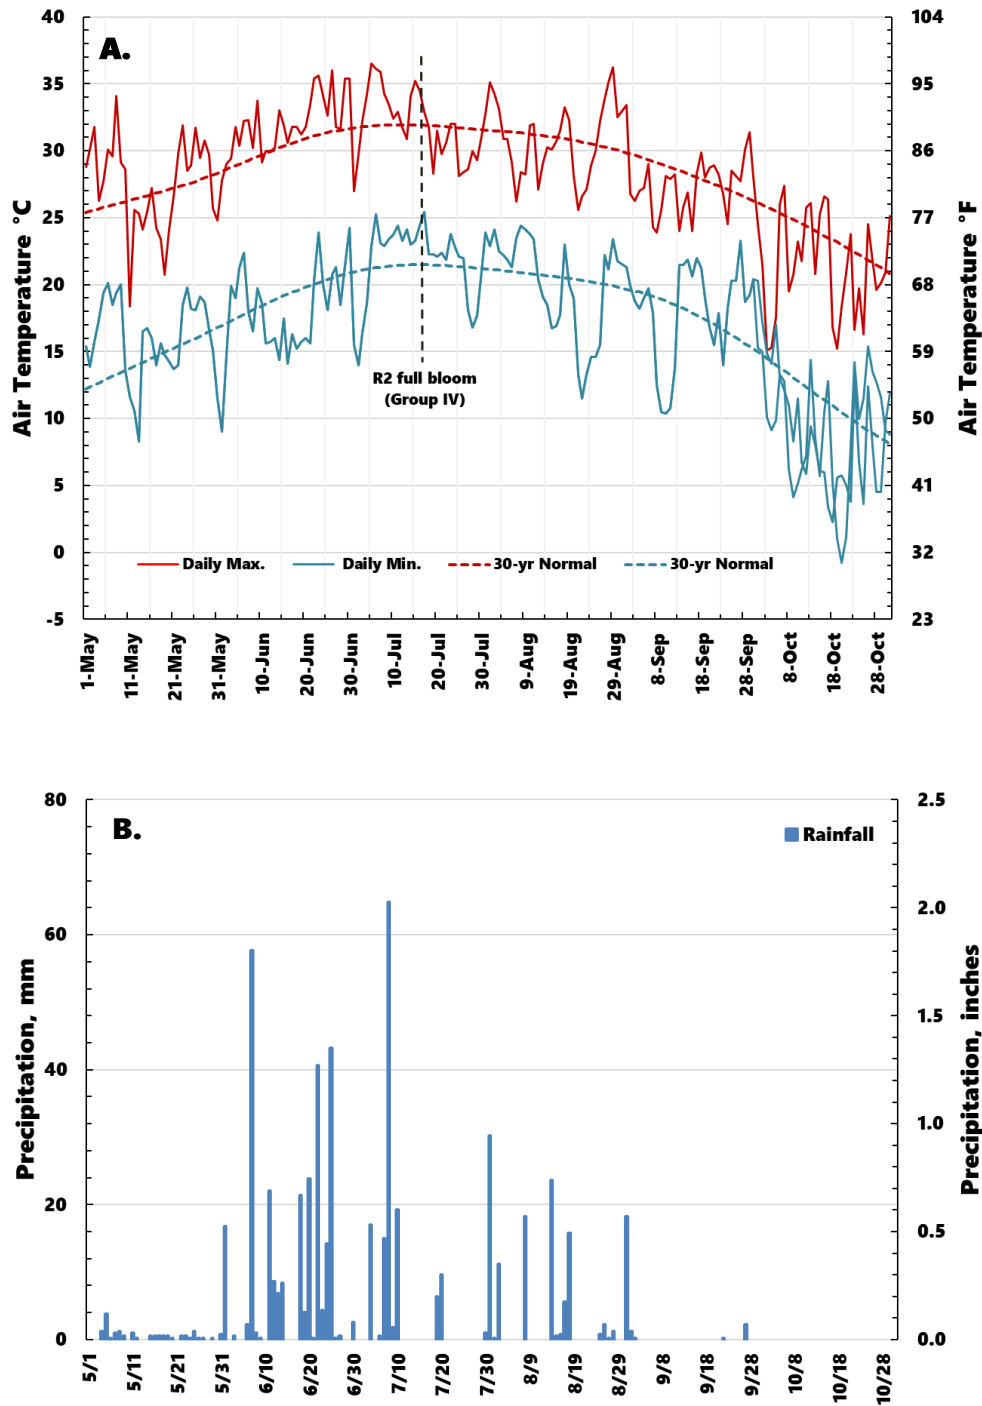 A.
Air Temperature °C
40
35
30
25
20
15
10
5
0
-5
104
95
86
77
68
59
50
41
32
23
Air Temperature °F
R2 full bloom
(Group IV)
Daily Max. Daily Min. 30-yr Normal 30-yr Normal
1-May 11-May 21-May 31-May 10-Jun 20-Jun 30-Jun 10-Jul 20-Jul 30-Jul 9-Aug 19-Aug 29-Aug 8-Sep 18-Sep 28-Sep 8-Oct 18-Oct 28-Oct
B.
Rainfall
Precipitation, mm
80
60
40
20
0
2.5
2.0
1.5
1.0
0.5
0.0
Precipitation, inches
5/1 5/11 5/21 5/31 6/10 6/20 6/30 7/10 7/20 7/30 8/9 8/19 8/29 9/8 9/18 9/28 10/8 10/18 10/28